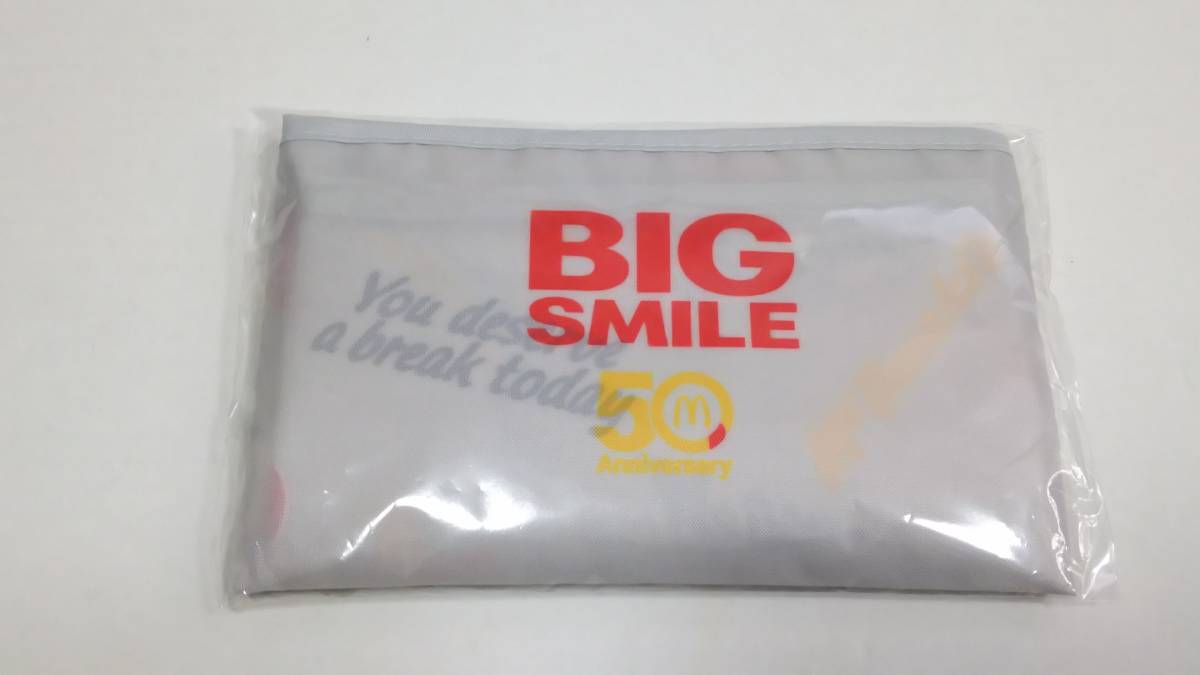 BIG
SMILE
You deserve
a break today
50
Anniversary